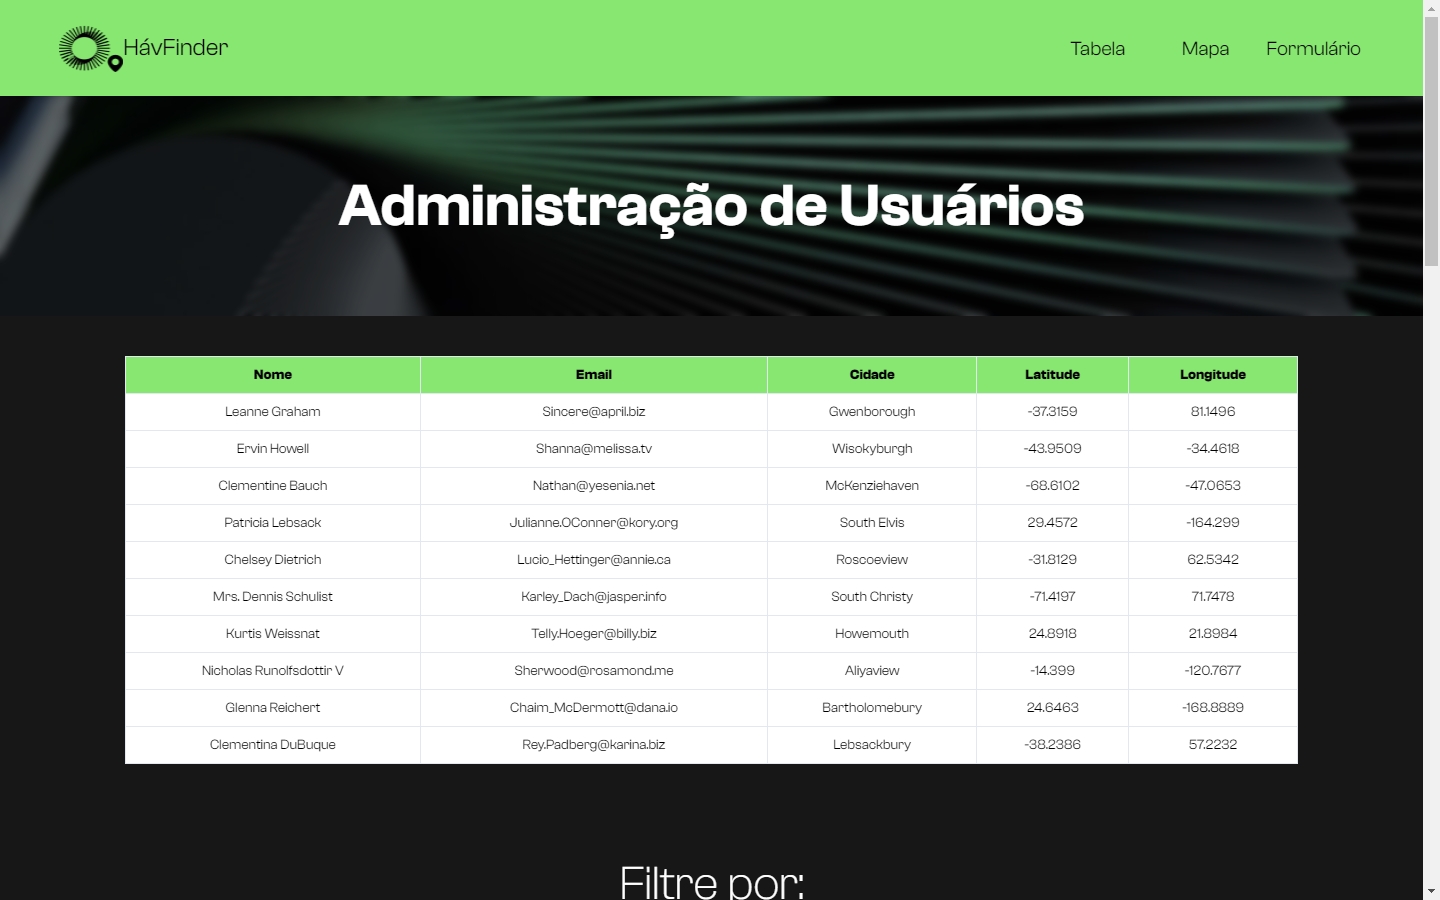 HávFinder Tabela Mapa Formulário
Administração de Usuários
Nome Email Cidade Latitude Longitude
Leanne Graham Sincere@april.biz Gwenborough -37.3159 81.1496
Ervin Howell Shanna@melissa.tv Wisokyburgh -43.9509 -34.4618
Clementine Bauch Nathan@yesenia.net McKenziehaven -68.6102 -47.0653
Patricia Lebsack Julianne.OConner@kory.org South Elvis 29.4572 -164.299
Chelsey Dietrich Lucio_Hettinger@annie.ca Roscoeview -31.8129 62.5342
Mrs. Dennis Schulist Karley_Dach@jasper.info South Christy -71.4197 71.7478
Kurtis Weissnat Telly.Hoeger@billy.biz Howemouth 24.8918 21.8984
Nicholas Runolfsdottir V Sherwood@rosamond.me Aliyaview -14.399 -120.7677
Glenna Reichert Chaim_McDermott@dana.io Bartholomebury 24.6463 -168.8889
Clementina DuBuque Rey.Padberg@karina.biz Lebsackbury -38.2386 57.2232
Filtre por: